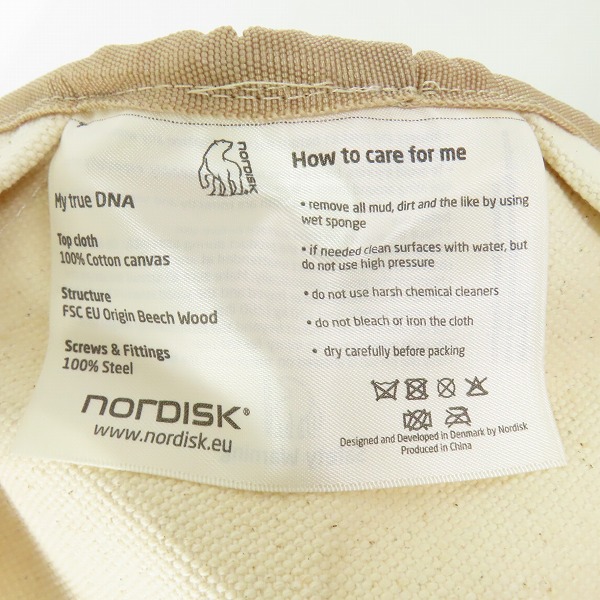 NORDISK®
My true DNA
Top cloth
100% Cotton canvas
Structure
FSC EU Origin Beech Wood
Screws & Fittings
100% Steel
NORDISK®
www.nordisk.eu
How to care for me
• remove all mud, dirt and the like by using
wet sponge
• if needed clean surfaces with water, but
do not use high pressure
• do not use harsh chemical cleaners
• do not bleach or iron the cloth
• dry carefully before packing
Designed and Developed in Denmark by Nordisk
Produced in China